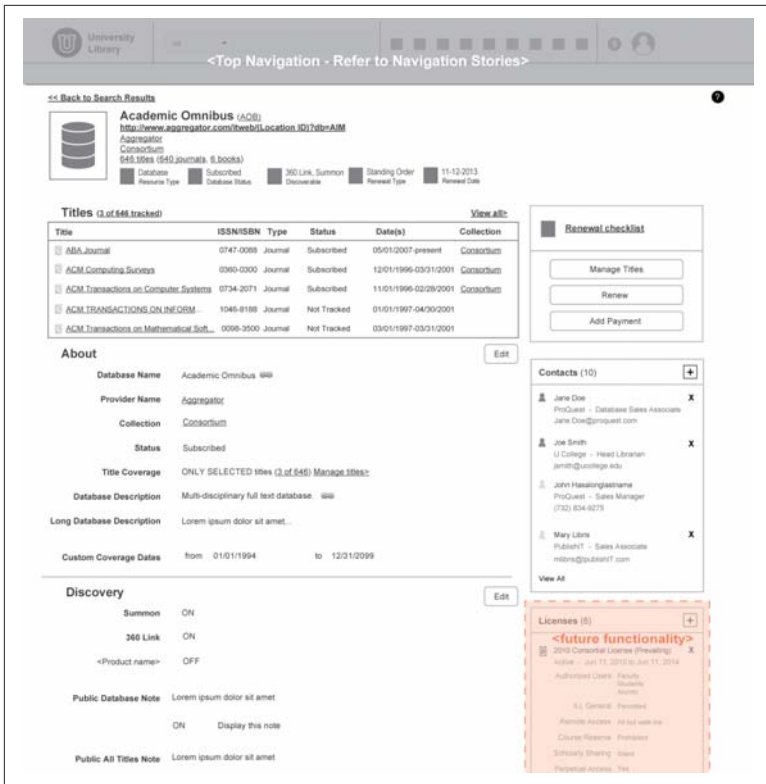 University
Library
All
<Top Navigation - Refer to Navigation Stories>
<< Back to Search Results
?
Academic Omnibus (AOB)
http://www.aggregator.com/itweb/[Location ID]?db=AIM
Aggregator
Consortium
646 titles (640 journals, 6 books)
Database Subscribed 360 Link, Summon Standing Order 11-12-2013
Resource Type Database Status Discoverable Renewal Type Renewal Date
Titles (3 of 646 tracked) View all>
Title ISSN/ISBN Type Status Date(s) Collection
ABA Journal 0747-0088 Journal Subscribed 05/01/2007-present Consortium
ACM Computing Surveys 0360-0300 Journal Subscribed 12/01/1996-03/31/2001 Consortium
ACM Transactions on Computer Systems 0734-2071 Journal Subscribed 11/01/1996-02/28/2001 Consortium
ACM TRANSACTIONS ON INFORM... 1046-8188 Journal Not Tracked 01/01/1997-04/30/2001
ACM Transactions on Mathematical Soft... 0098-3500 Journal Not Tracked 03/01/1997-03/31/2001
About Edit
Database Name Academic Omnibus
Provider Name Aggregator
Collection Consortium
Status Subscribed
Title Coverage ONLY SELECTED titles (3 of 646) Manage titles>
Database Description Multi-disciplinary full text database.
Long Database Description Lorem ipsum dolor sit amet...
Custom Coverage Datas from 01/01/1994 to 12/31/2099
Discovery Edit
Summon ON
360 Link ON
<Product name> OFF
Public Database Note Lorem ipsum dolor sit amet
ON Display this note
Public All Titles Note Lorem ipsum dolor sit amet
Renewal checklist
Manage Titles
Renew
Add Payment
Contacts (10) +
Jane Doe X
ProQuest - Database Sales Associate
Jane.Doe@proquest.com
Joe Smith X
U College - Head Librarian
jsmith@ucollege.edu
John Hasalonglastname
ProQuest - Sales Manager
(732) 834-9275
Mary Libris X
PublishIT - Sales Associate
mlibris@IpublishIT.com
View All
Licenses (6) +
<future functionality>
2010 Consortial License (Prevailing) X
Active - Jun 11, 2010 to Jun 11, 2014
Authorized Users Faculty
Students
Alumni
ILL General Permitted
Remote Access All but walk-ins
Course Reserve Prohibited
Scholarly Sharing Silent
Perpetual Access Yes